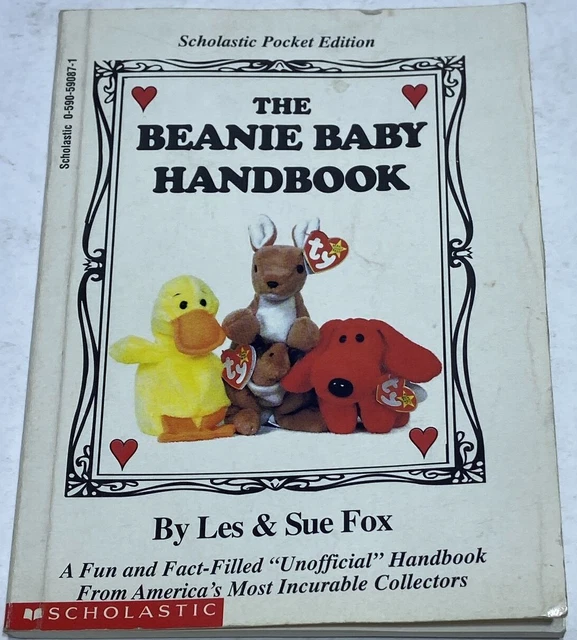 Scholastic Pocket Edition
Scholastic 0-590-59087-1
THE
BEANIE BABY
HANDBOOK
ty
ty
ty
By Les & Sue Fox
A Fun and Fact-Filled “Unofficial” Handbook
From America's Most Incurable Collectors
SCHOLASTIC